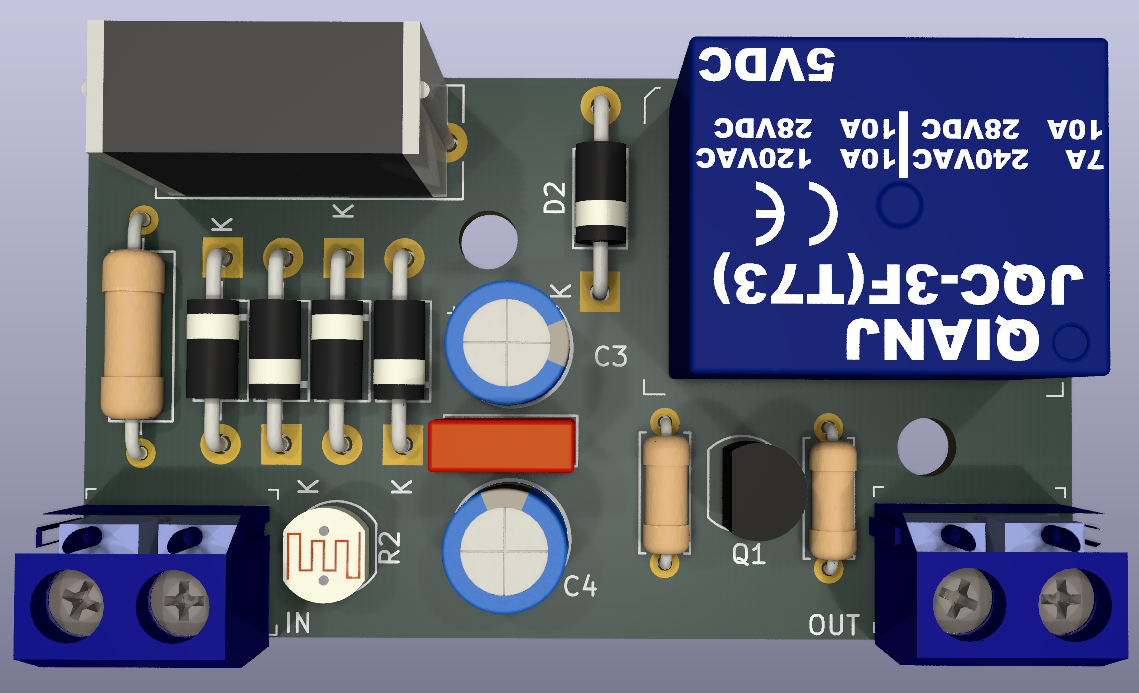 QIANJ
JQC-3F(T73)
CE
7A 240VAC 10A 120VAC
10A 28VDC 10A 28VDC
5VDC
D2
K
K
K
C3
K
K
R2
Q1
C4
IN
OUT